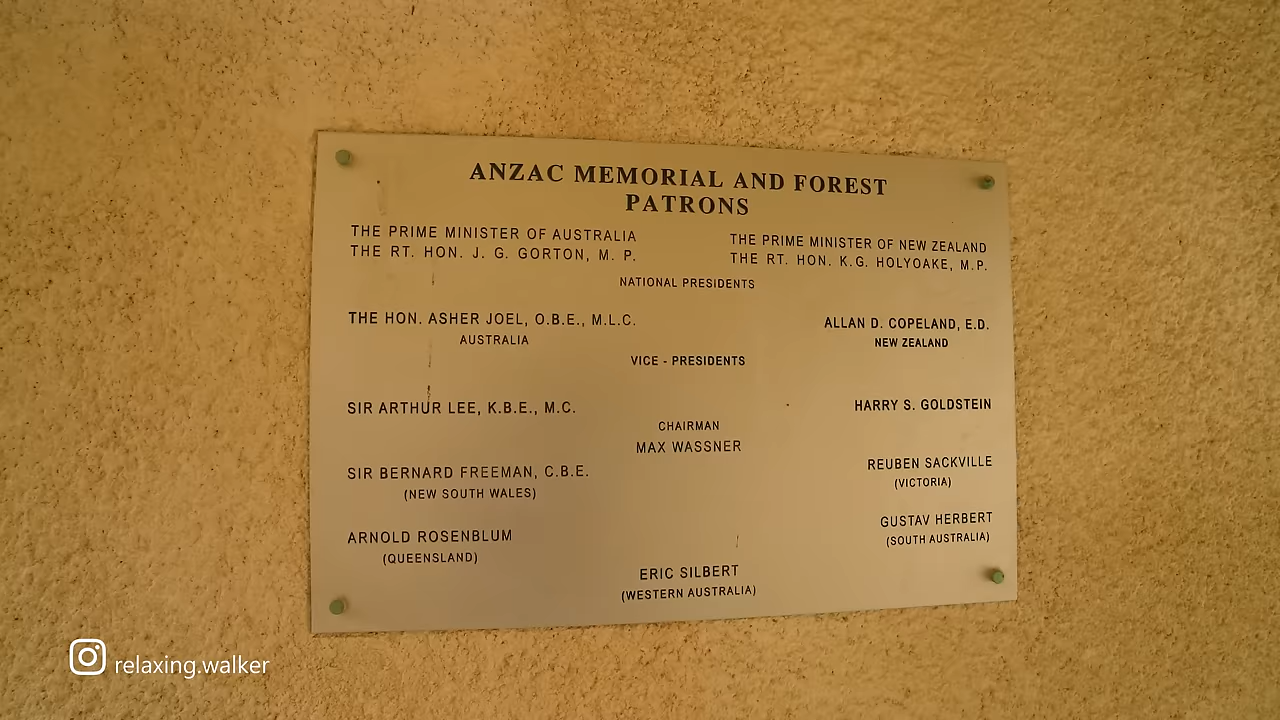 ANZAC MEMORIAL AND FOREST
PATRONS
THE PRIME MINISTER OF AUSTRALIA
THE RT. HON. J. G. GORTON, M. P.
THE PRIME MINISTER OF NEW ZEALAND
THE RT. HON. K.G. HOLYOAKE, M.P.
NATIONAL PRESIDENTS
THE HON. ASHER JOEL, O.B.E., M.L.C.
AUSTRALIA
ALLAN D. COPELAND, E.D.
NEW ZEALAND
VICE - PRESIDENTS
SIR ARTHUR LEE, K.B.E., M.C.
HARRY S. GOLDSTEIN
CHAIRMAN
MAX WASSNER
SIR BERNARD FREEMAN, C.B.E.
(NEW SOUTH WALES)
REUBEN SACKVILLE
(VICTORIA)
ARNOLD ROSENBLUM
(QUEENSLAND)
GUSTAV HERBERT
(SOUTH AUSTRALIA)
ERIC SILBERT
(WESTERN AUSTRALIA)
relaxing.walker